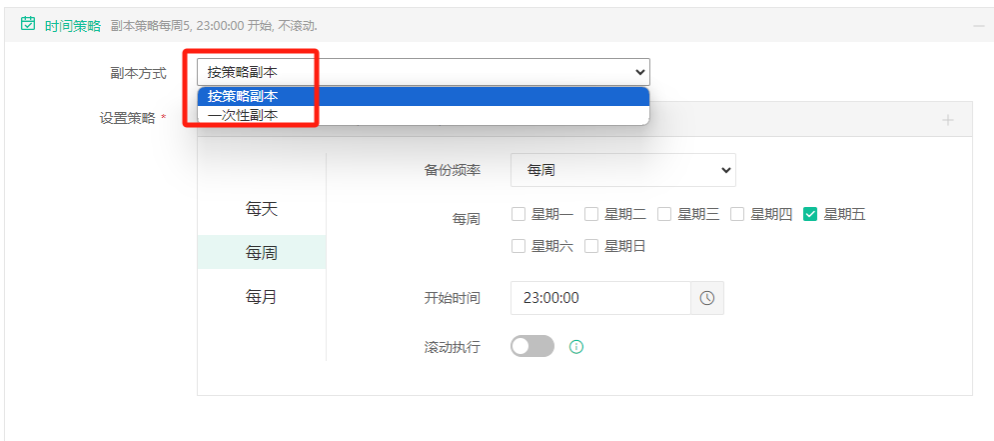 时间策略 副本策略每周5, 23:00:00 开始, 不滚动.
副本方式 按策略副本
按策略副本
设置策略 * 一次性副本
备份频率 每周
每天
每周 星期一 星期二 星期三 星期四 星期五
每周
星期六 星期日
每月
开始时间 23:00:00
滚动执行